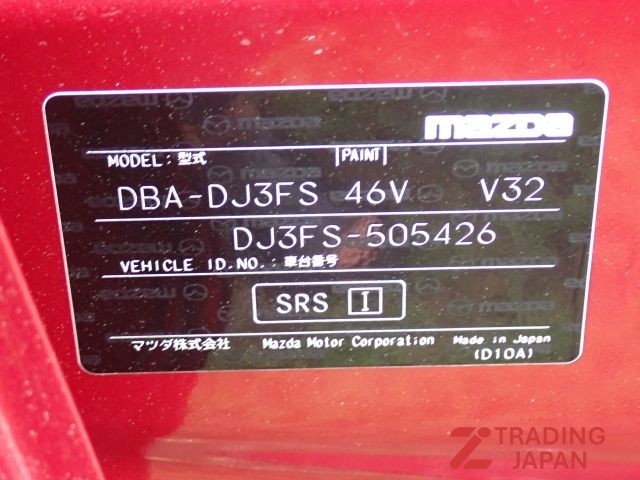 mazda
MODEL: 型式 PAINT
DBA-DJ3FS 46V V32
DJ3FS-505426
VEHICLE ID.NO.: 車台番号
SRS I
マツダ株式会社 Mazda Motor Corporation Made in Japan
(D10A)
TRADING
JAPAN